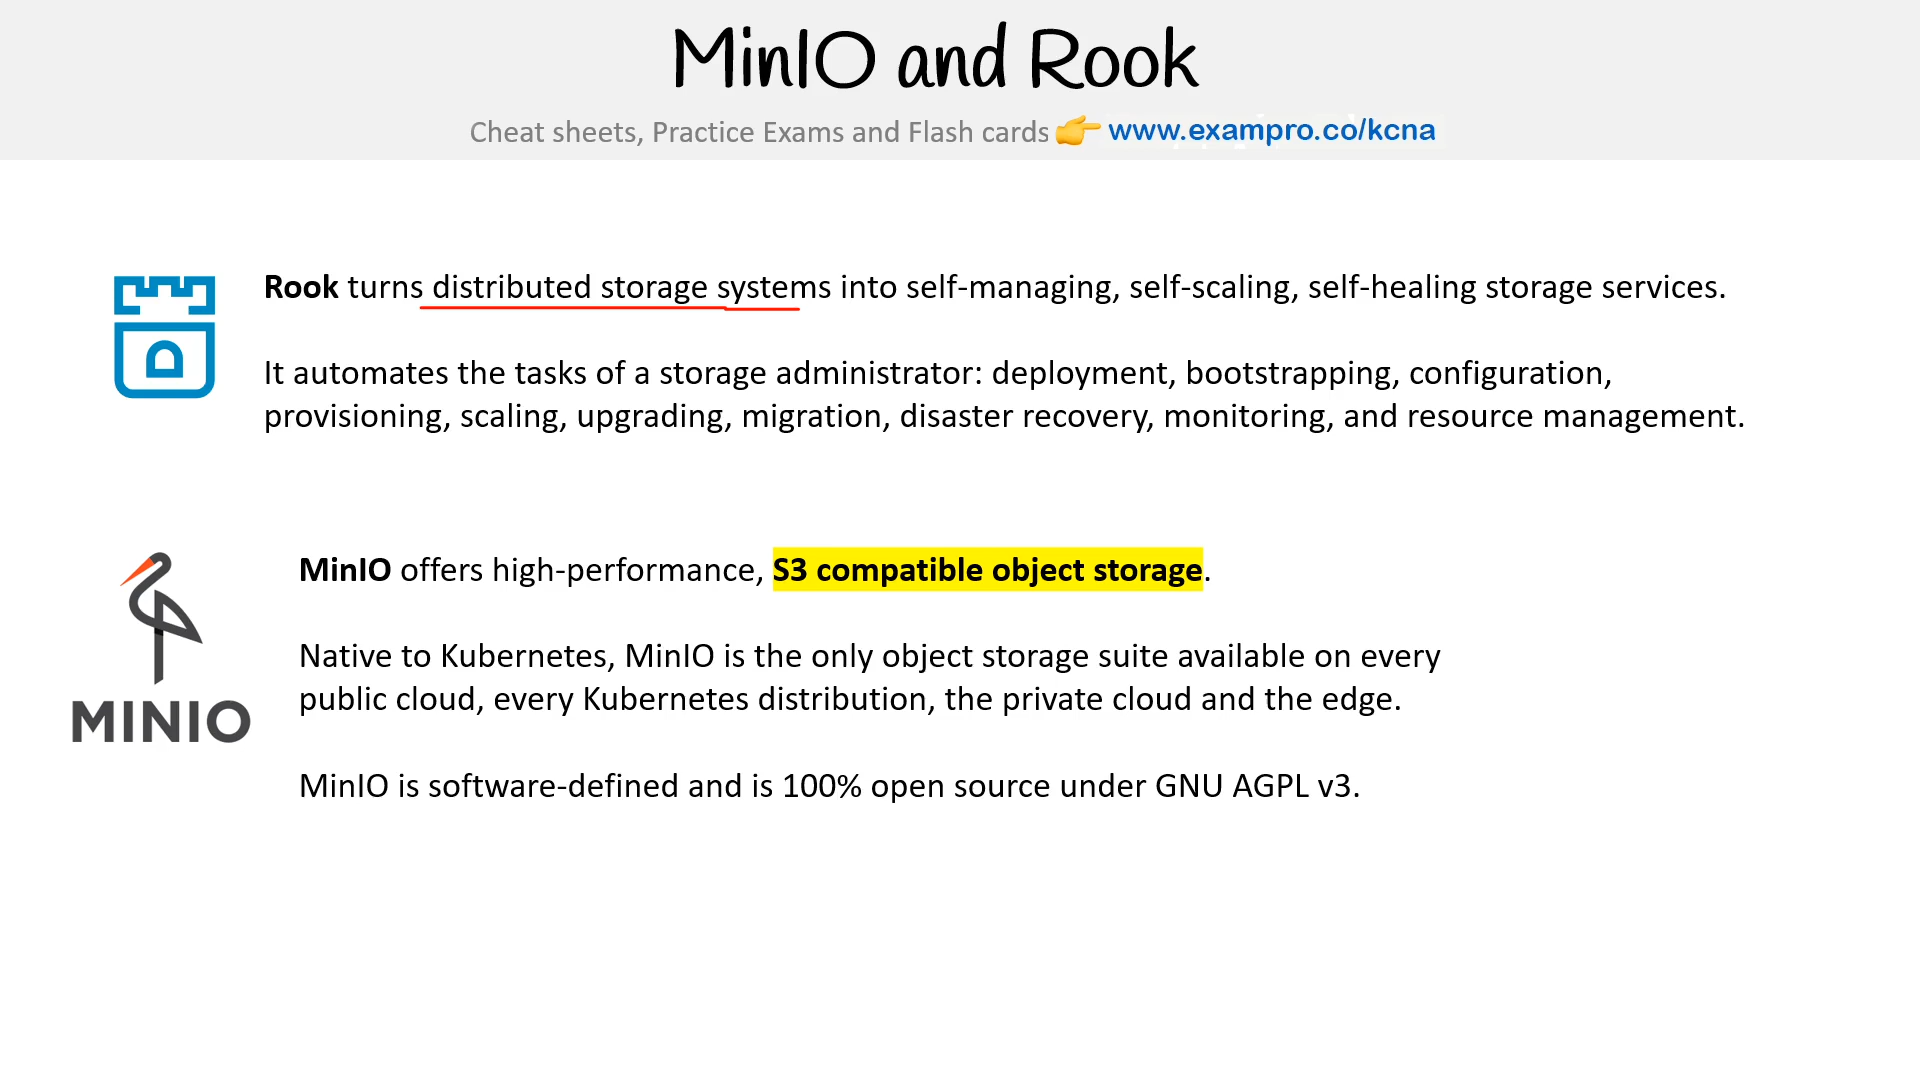 MinIO and Rook
Cheat sheets, Practice Exams and Flash cards 👉 www.exampro.co/kcna
Rook turns distributed storage systems into self-managing, self-scaling, self-healing storage services.
It automates the tasks of a storage administrator: deployment, bootstrapping, configuration,
provisioning, scaling, upgrading, migration, disaster recovery, monitoring, and resource management.
MinIO offers high-performance, S3 compatible object storage.
Native to Kubernetes, MinIO is the only object storage suite available on every
public cloud, every Kubernetes distribution, the private cloud and the edge.
MINIO
MinIO is software-defined and is 100% open source under GNU AGPL v3.